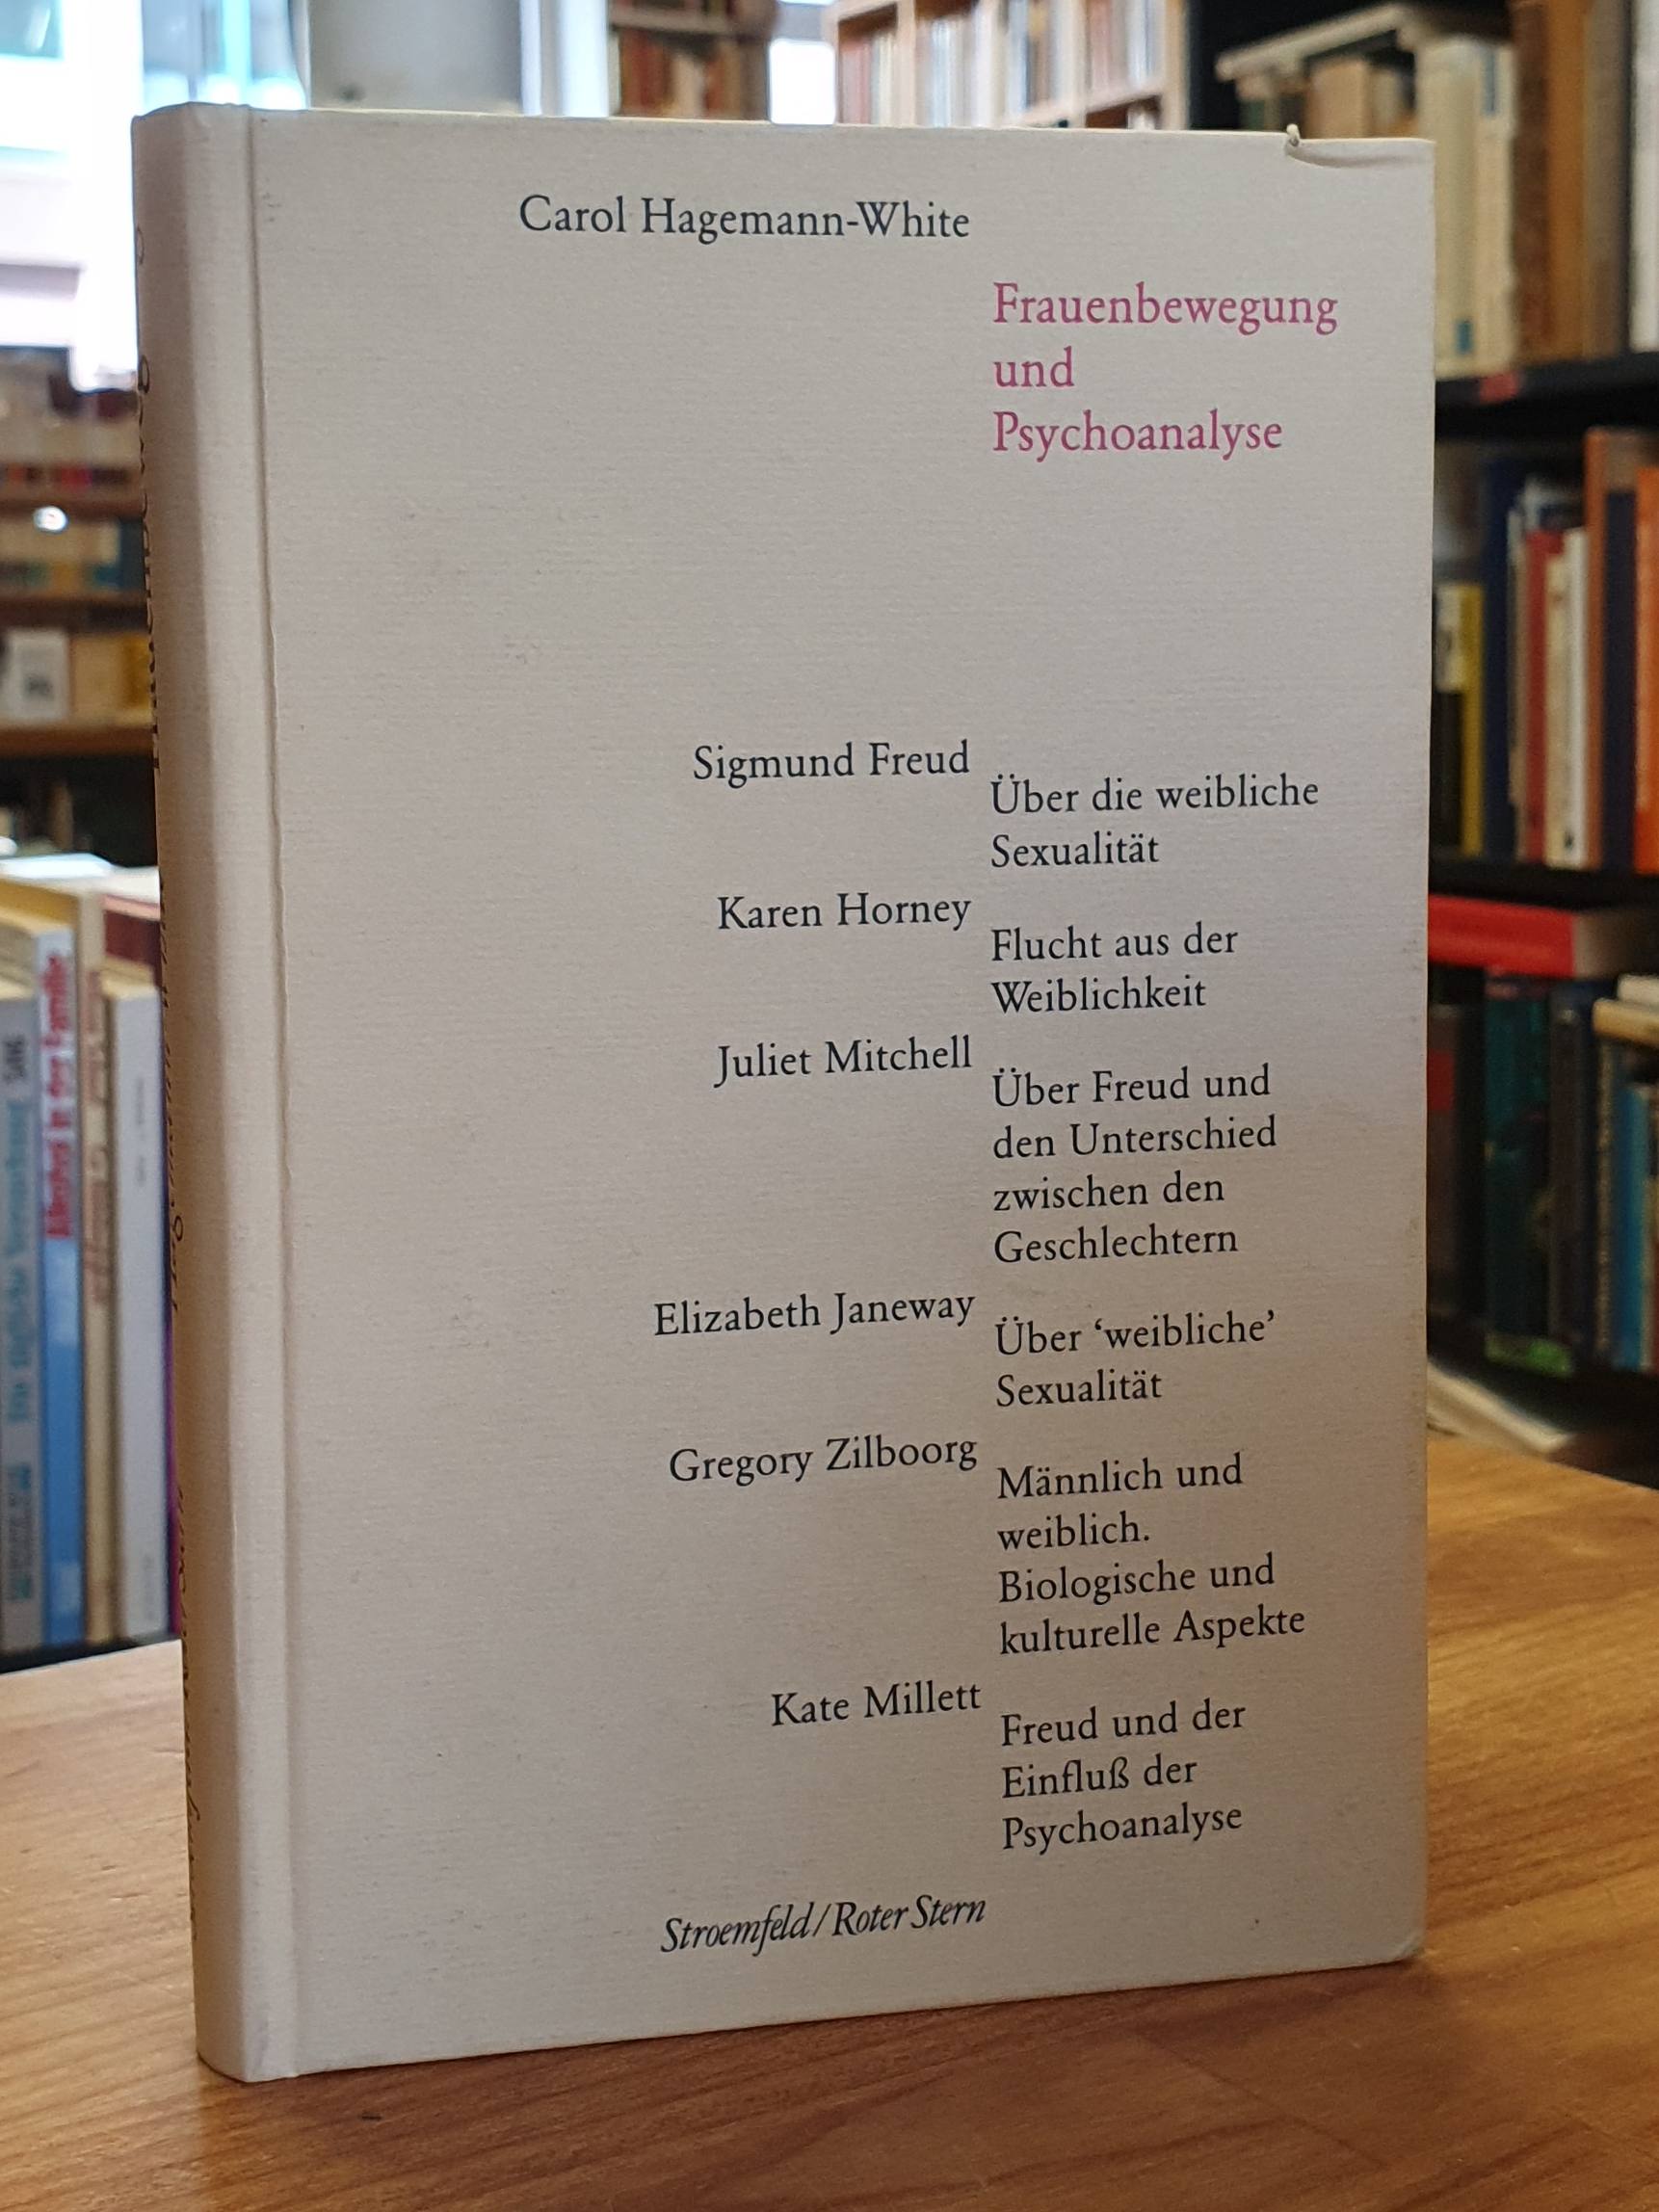 Carol Hagemann-White
Frauenbewegung
und
Psychoanalyse
Sigmund Freud
Über die weibliche
Sexualität
Karen Horney
Flucht aus der
Weiblichkeit
Juliet Mitchell
Über Freud und
den Unterschied
zwischen den
Geschlechtern
Elizabeth Janeway
Über ‘weibliche’
Sexualität
Gregory Zilboorg
Männlich und
weiblich.
Biologische und
kulturelle Aspekte
Kate Millett
Freud und der
Einfluß der
Psychoanalyse
Stroemfeld/Roter Stern